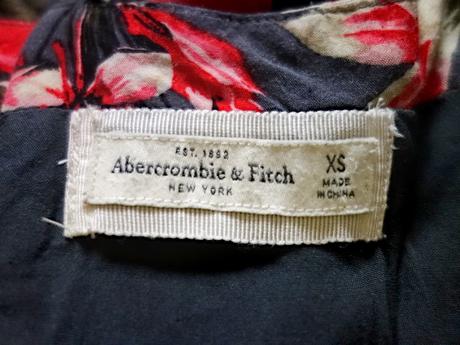 EST. 1892
Abercrombie & Fitch
NEW YORK
XS
MADE
IN CHINA